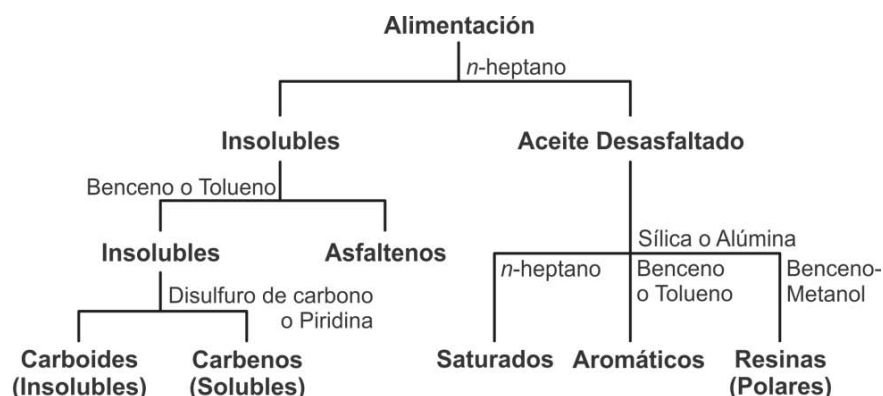 Alimentación
n-heptano
Insolubles
Aceite Desasfaltado
Benceno o Tolueno
Insolubles
Asfaltenos
Sílica o Alúmina
n-heptano
Benceno
o Tolueno
Benceno-
Metanol
Disulfuro de carbono
o Piridina
Carboides
(Insolubles)
Carbenos
(Solubles)
Saturados
Aromáticos
Resinas
(Polares)